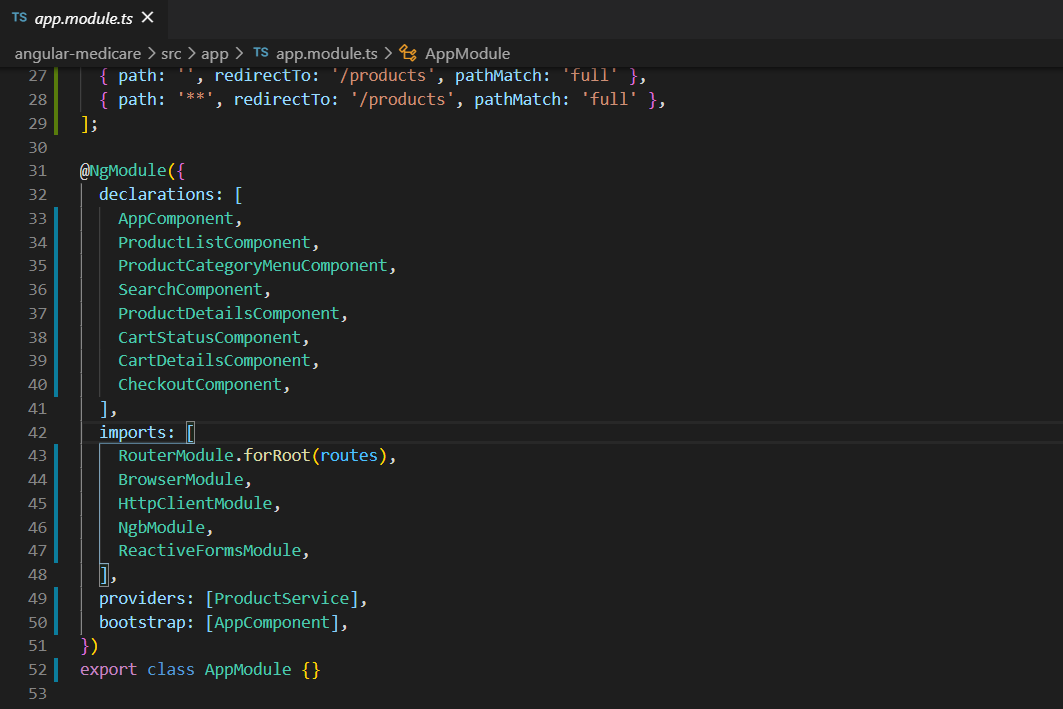 TS app.module.ts ×
angular-medicare > src > app > TS app.module.ts > AppModule
27 { path: '', redirectTo: '/products', pathMatch: 'full' },
28 { path: '**', redirectTo: '/products', pathMatch: 'full' },
29 ];
30
31 @NgModule({
32 declarations: [
33 AppComponent,
34 ProductListComponent,
35 ProductCategoryMenuComponent,
36 SearchComponent,
37 ProductDetailsComponent,
38 CartStatusComponent,
39 CartDetailsComponent,
40 CheckoutComponent,
41 ],
42 imports: [
43 RouterModule.forRoot(routes),
44 BrowserModule,
45 HttpClientModule,
46 NgbModule,
47 ReactiveFormsModule,
48 ],
49 providers: [ProductService],
50 bootstrap: [AppComponent],
51 })
52 export class AppModule {}
53